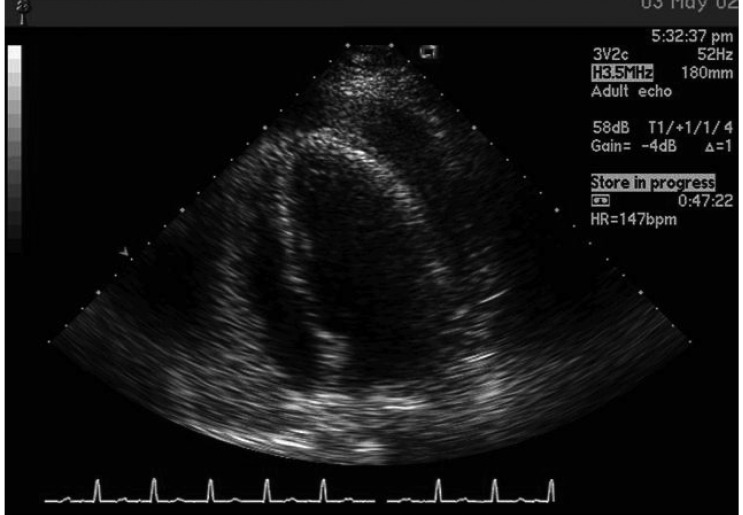 03 May 02
5:32:37 pm
3V2c 52Hz
H3.5MHz 180mm
Adult echo
58dB T1/+1/1/4
Gain= -4dB Δ=1
Store in progress
0:47:22
HR=147bpm